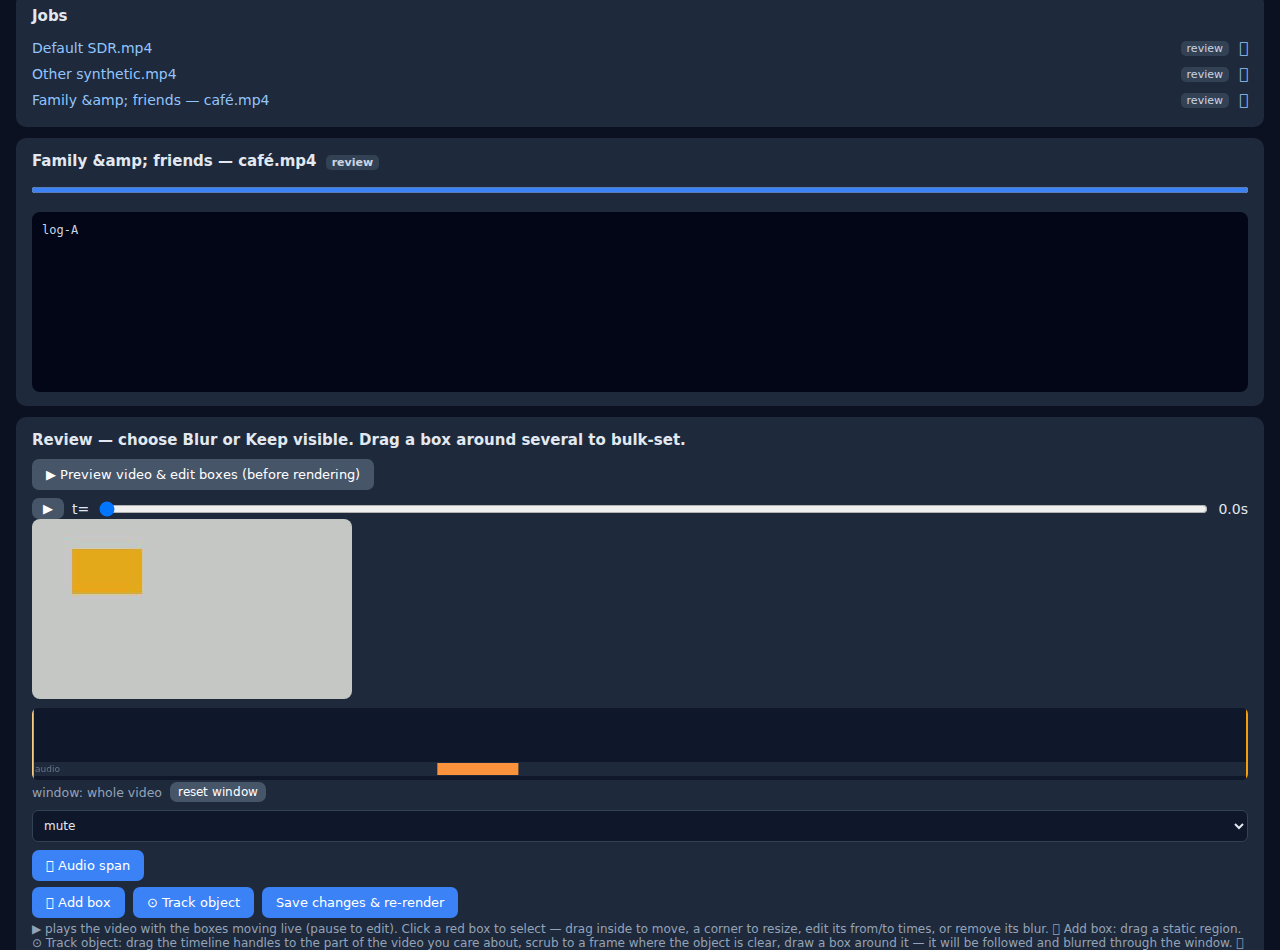 Jobs
Default SDR.mp4 review
Other synthetic.mp4 review
Family &amp; friends — café.mp4 review
Family &amp; friends — café.mp4 review
log-A
Review — choose Blur or Keep visible. Drag a box around several to bulk-set.
▶ Preview video & edit boxes (before rendering)
▶ t= 0.0s
audio
window: whole video reset window
mute
Audio span
Add box ⊙ Track object Save changes & re-render
▶ plays the video with the boxes moving live (pause to edit). Click a red box to select — drag inside to move, a corner to resize, edit its from/to times, or remove its blur. Add box: drag a static region.
⊙ Track object: drag the timeline handles to the part of the video you care about, scrub to a frame where the object is clear, draw a box around it — it will be followed and blurred through the window.